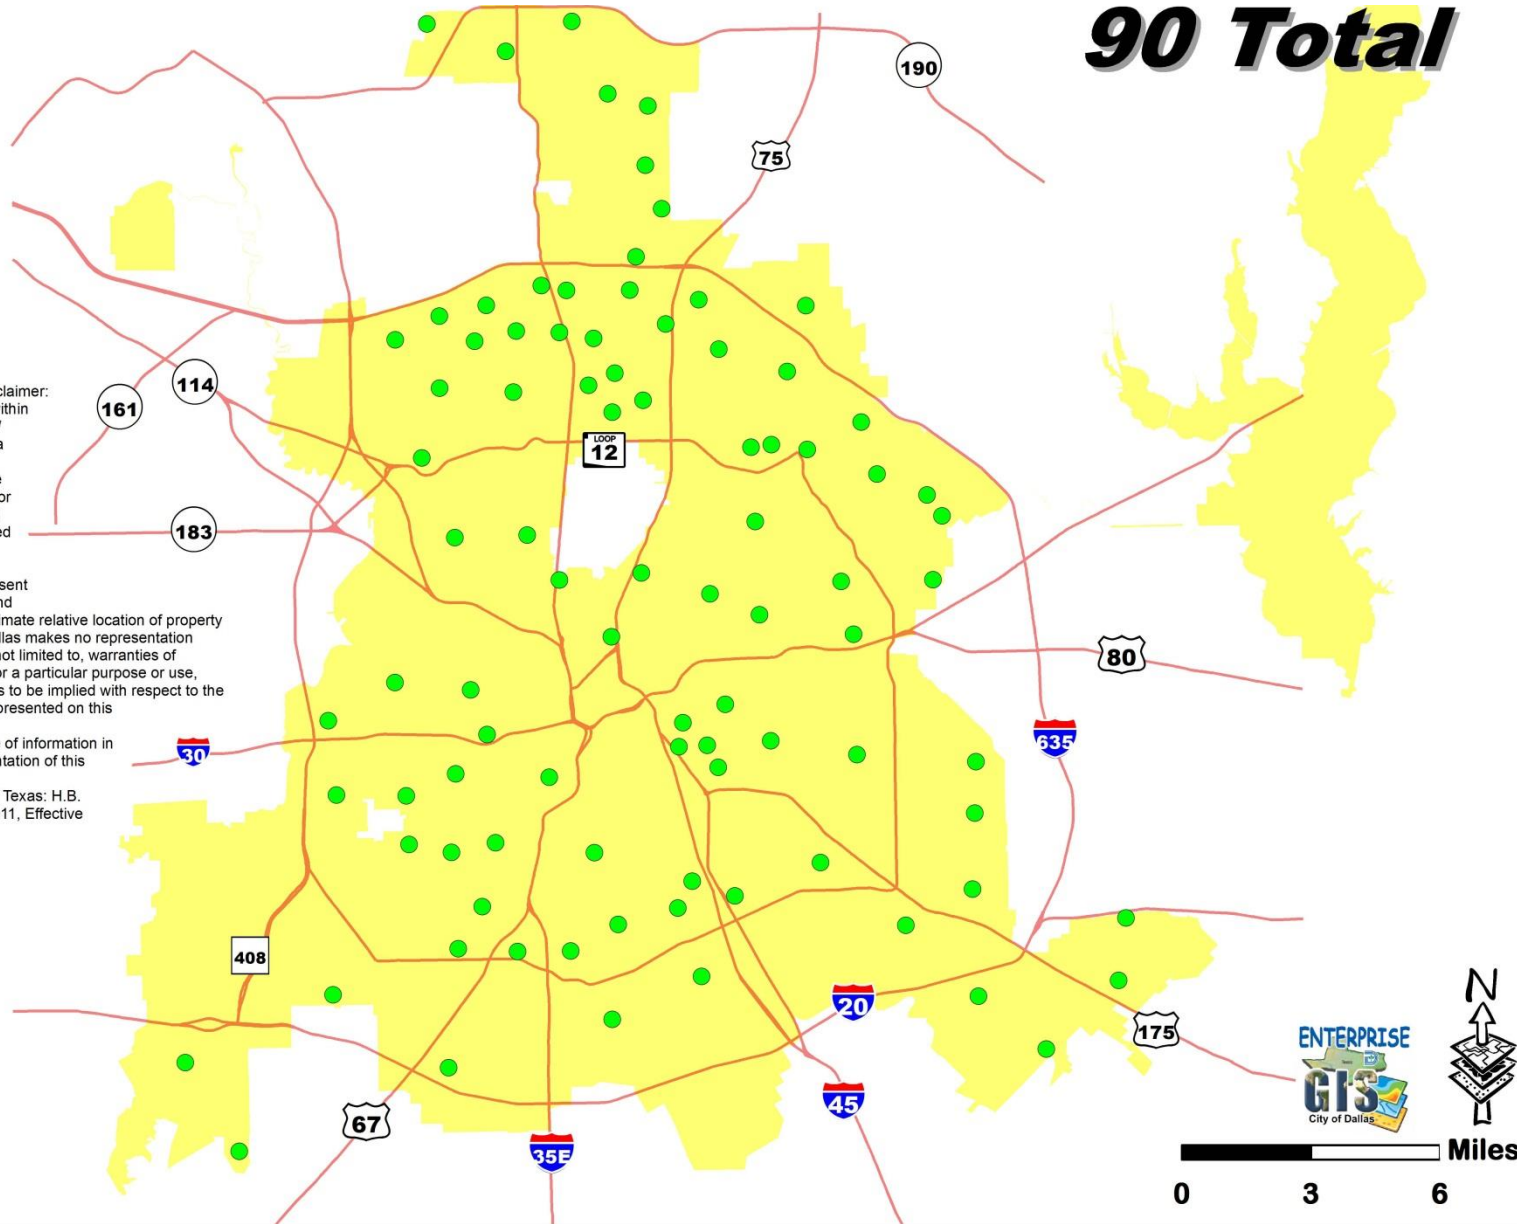 90 Total
190
75
claimer:
ithin
a
e
or
ed
sent
nd
imate relative location of property
llas makes no representation
not limited to, warranties of
or a particular purpose or use,
s to be implied with respect to the
presented on this
of information in
ntation of this
Texas: H.B.
11, Effective
114
161
LOOP
12
183
80
30
635
408
20
175
67
45
35E
ENTERPRISE
GIS
City of Dallas
N
Miles
0 3 6